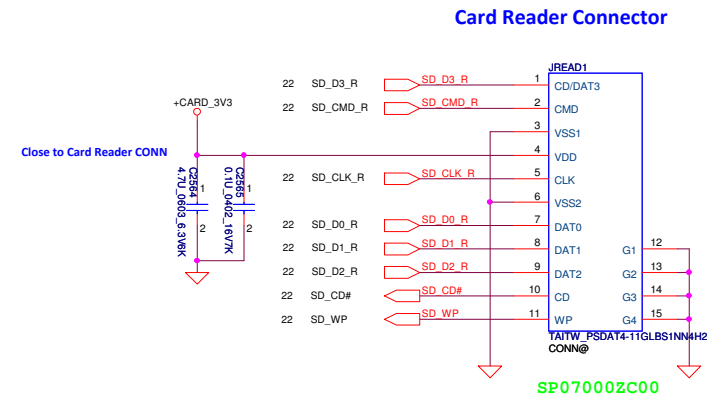 Card Reader Connector
JREAD1
22 SD_D3_R SD_D3_R 1 CD/DAT3
+CARD_3V3
22 SD_CMD_R SD_CMD_R 2 CMD
3 VSS1
Close to Card Reader CONN
4 VDD
C2564
4.7U_0603_6.3V6K
1
2
C2565
0.1U_0402_16V7K
1
2
22 SD_CLK_R SD_CLK_R 5 CLK
6 VSS2
22 SD_D0_R SD_D0_R 7 DAT0
22 SD_D1_R SD_D1_R 8 DAT1 G1 12
22 SD_D2_R SD_D2_R 9 DAT2 G2 13
22 SD_CD# SD_CD# 10 CD G3 14
22 SD_WP SD_WP 11 WP G4 15
TAITW_PSDAT4-11GLBS1NN4H2
CONN@
SP07000ZC00